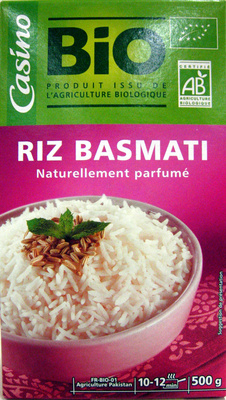 Casino
BiO
PRODUIT ISSU DE
L'AGRICULTURE BIOLOGIQUE
CERTIFIÉ
AB
AGRICULTURE
BIOLOGIQUE
RIZ BASMATI
Naturellement parfumé
Suggestion de présentation
FR-BIO-01
Agriculture Pakistan
10-12 min
500 g